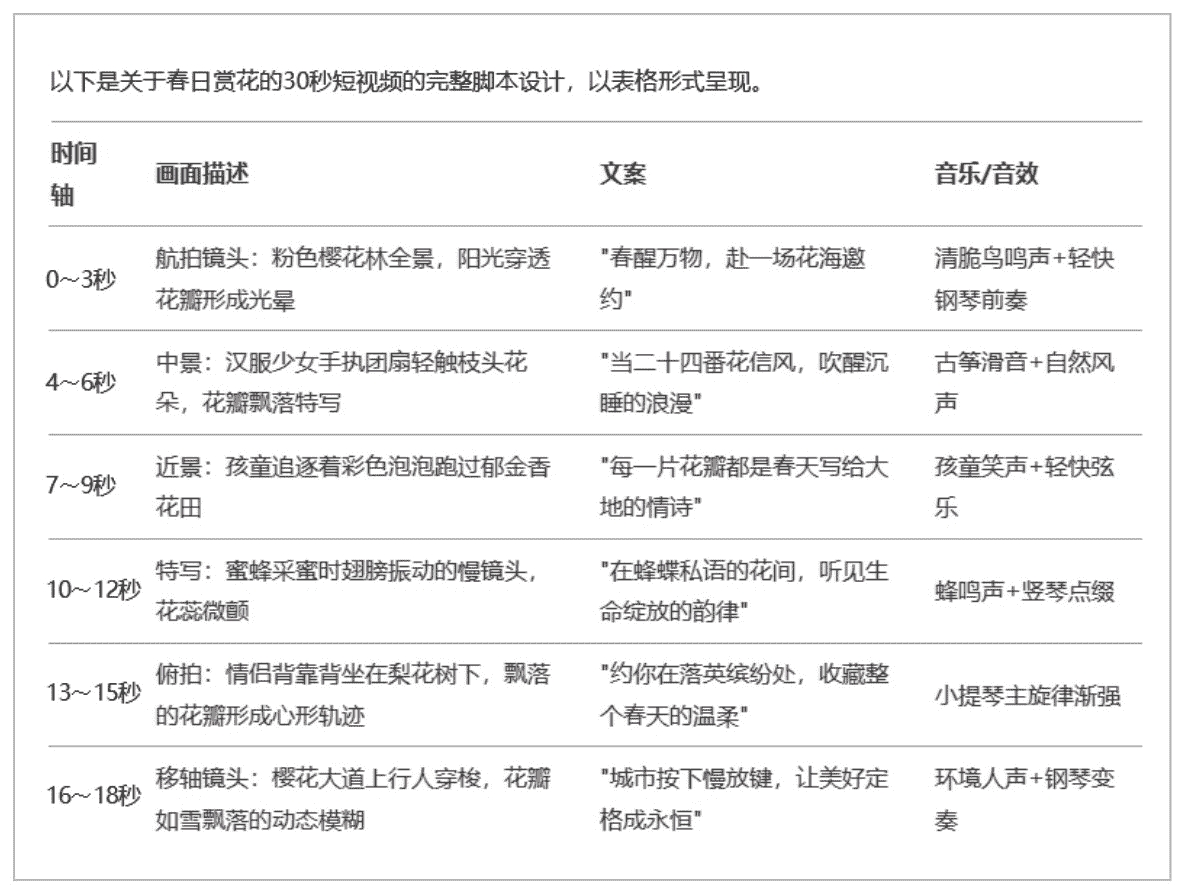 以下是关于春日赏花的30秒短视频的完整脚本设计，以表格形式呈现。
时间
轴
画面描述
文案
音乐/音效
0～3秒
航拍镜头：粉色樱花林全景，阳光穿透
花瓣形成光晕
"春醒万物，赴一场花海邀
约"
清脆鸟鸣声+轻快
钢琴前奏
4～6秒
中景：汉服少女手执团扇轻触枝头花
朵，花瓣飘落特写
"当二十四番花信风，吹醒沉
睡的浪漫"
古筝滑音+自然风
声
7～9秒
近景：孩童追逐着彩色泡泡跑过郁金香
花田
"每一片花瓣都是春天写给大
地的情诗"
孩童笑声+轻快弦
乐
10～12秒
特写：蜜蜂采蜜时翅膀振动的慢镜头，
花蕊微颤
"在蜂蝶私语的花间，听见生
命绽放的韵律"
蜂鸣声+竖琴点缀
13～15秒
俯拍：情侣背靠背坐在梨花树下，飘落
的花瓣形成心形轨迹
"约你在落英缤纷处，收藏整
个春天的温柔"
小提琴主旋律渐强
16～18秒
移轴镜头：樱花大道上行人穿梭，花瓣
如雪飘落的动态模糊
"城市按下慢放键，让美好定
格成永恒"
环境人声+钢琴变
奏